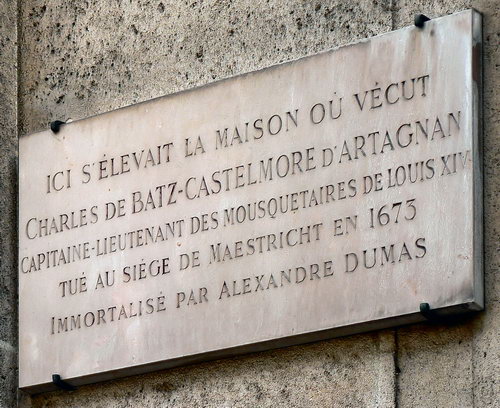 ICI S'ÉLEVAIT LA MAISON OÙ VÉCUT
CHARLES DE BATZ-CASTELMORE D'ARTAGNAN
CAPITAINE-LIEUTENANT DES MOUSQUETAIRES DE LOUIS XIV
TUÉ AU SIÈGE DE MAESTRICHT EN 1673
IMMORTALISÉ PAR ALEXANDRE DUMAS